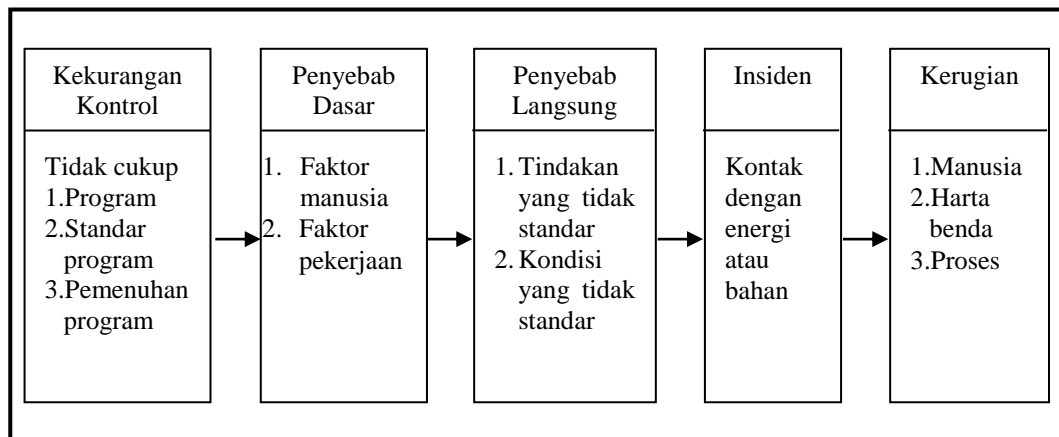 Kekurangan
Kontrol
Tidak cukup
1.Program
2.Standar
program
3.Pemenuhan
program
Penyebab
Dasar
1. Faktor
manusia
2. Faktor
pekerjaan
Penyebab
Langsung
1. Tindakan
yang tidak
standar
2. Kondisi
yang tidak
standar
Insiden
Kontak
dengan
energi
atau
bahan
Kerugian
1.Manusia
2.Harta
benda
3.Proses